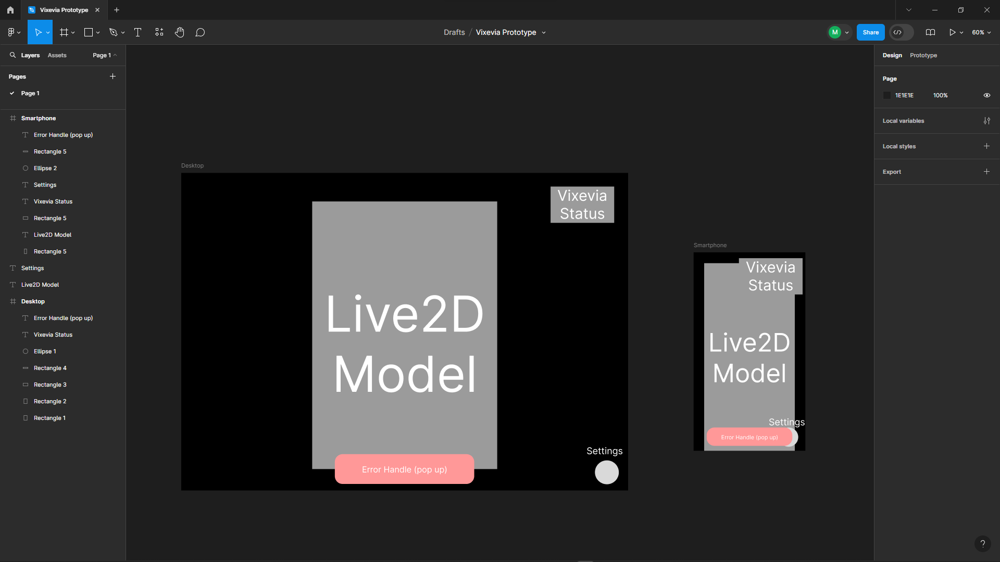 Vixevia Prototype
Drafts / Vixevia Prototype
M
Share
60%
Layers
Assets
Page 1
Pages
Page 1
Smartphone
Error Handle (pop up)
Rectangle 5
Ellipse 2
Settings
Vixevia Status
Rectangle 5
Live2D Model
Rectangle 5
Settings
Live2D Model
Desktop
Error Handle (pop up)
Vixevia Status
Ellipse 1
Rectangle 4
Rectangle 3
Rectangle 2
Rectangle 1
Desktop
Vixevia
Status
Live2D
Model
Error Handle (pop up)
Settings
Smartphone
Vixevia
Status
Live2D
Model
Settings
Error Handle (pop up)
Design
Prototype
Page
1E1E1E
100%
Local variables
Local styles
Export
?